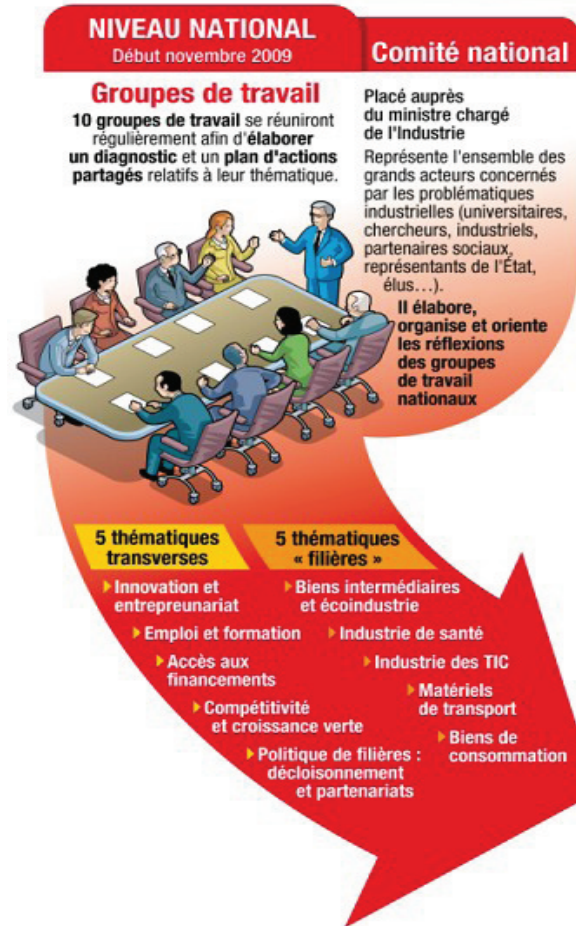 NIVEAU NATIONAL
Début novembre 2009
Groupes de travail
10 groupes de travail se réuniront
régulièrement afin d'élaborer
un diagnostic et un plan d'actions
partagés relatifs à leur thématique.
Comité national
Placé auprès
du ministre chargé
de l'Industrie
Représente l'ensemble des
grands acteurs concernés
par les problématiques
industrielles (universitaires,
chercheurs, industriels,
partenaires sociaux,
représentants de l'État,
élus…).
Il élabore,
organise et oriente
les réflexions
des groupes
de travail
nationaux
5 thématiques
transverses
Innovation et
entrepreunariat
Emploi et formation
Accès aux
financements
Compétitivité
et croissance verte
Politique de filières :
décloisonnement
et partenariats
5 thématiques
« filières »
Biens intermédiaires
et écoindustrie
Industrie de santé
Industrie des TIC
Matériels
de transport
Biens de
consommation